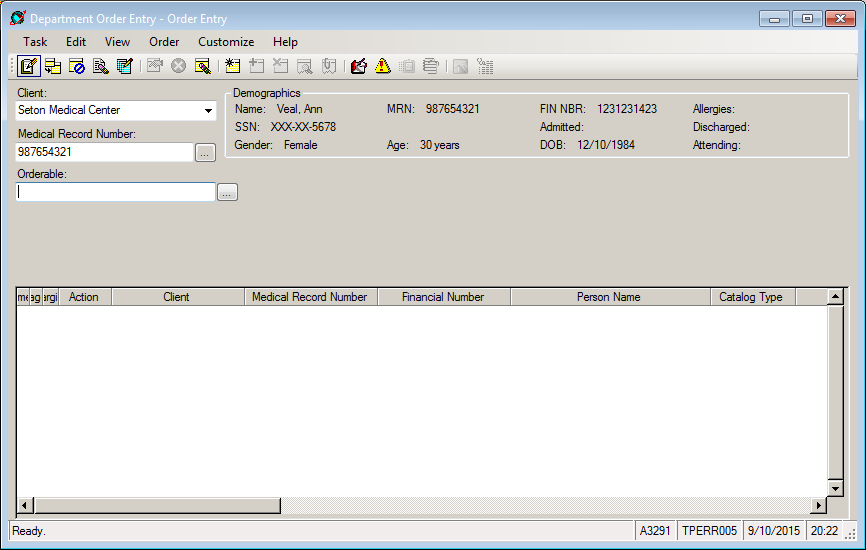 Department Order Entry - Order Entry
Task Edit View Order Customize Help
Client:
Seton Medical Center
Medical Record Number:
987654321
...
Orderable:
...
Demographics
Name: Veal, Ann MRN: 987654321 FIN NBR: 1231231423 Allergies:
SSN: XXX-XX-5678 Admitted: Discharged:
Gender: Female Age: 30 years DOB: 12/10/1984 Attending:
me ag rgi Action Client Medical Record Number Financial Number Person Name Catalog Type
Ready. A3291 TPERR005 9/10/2015 20:22